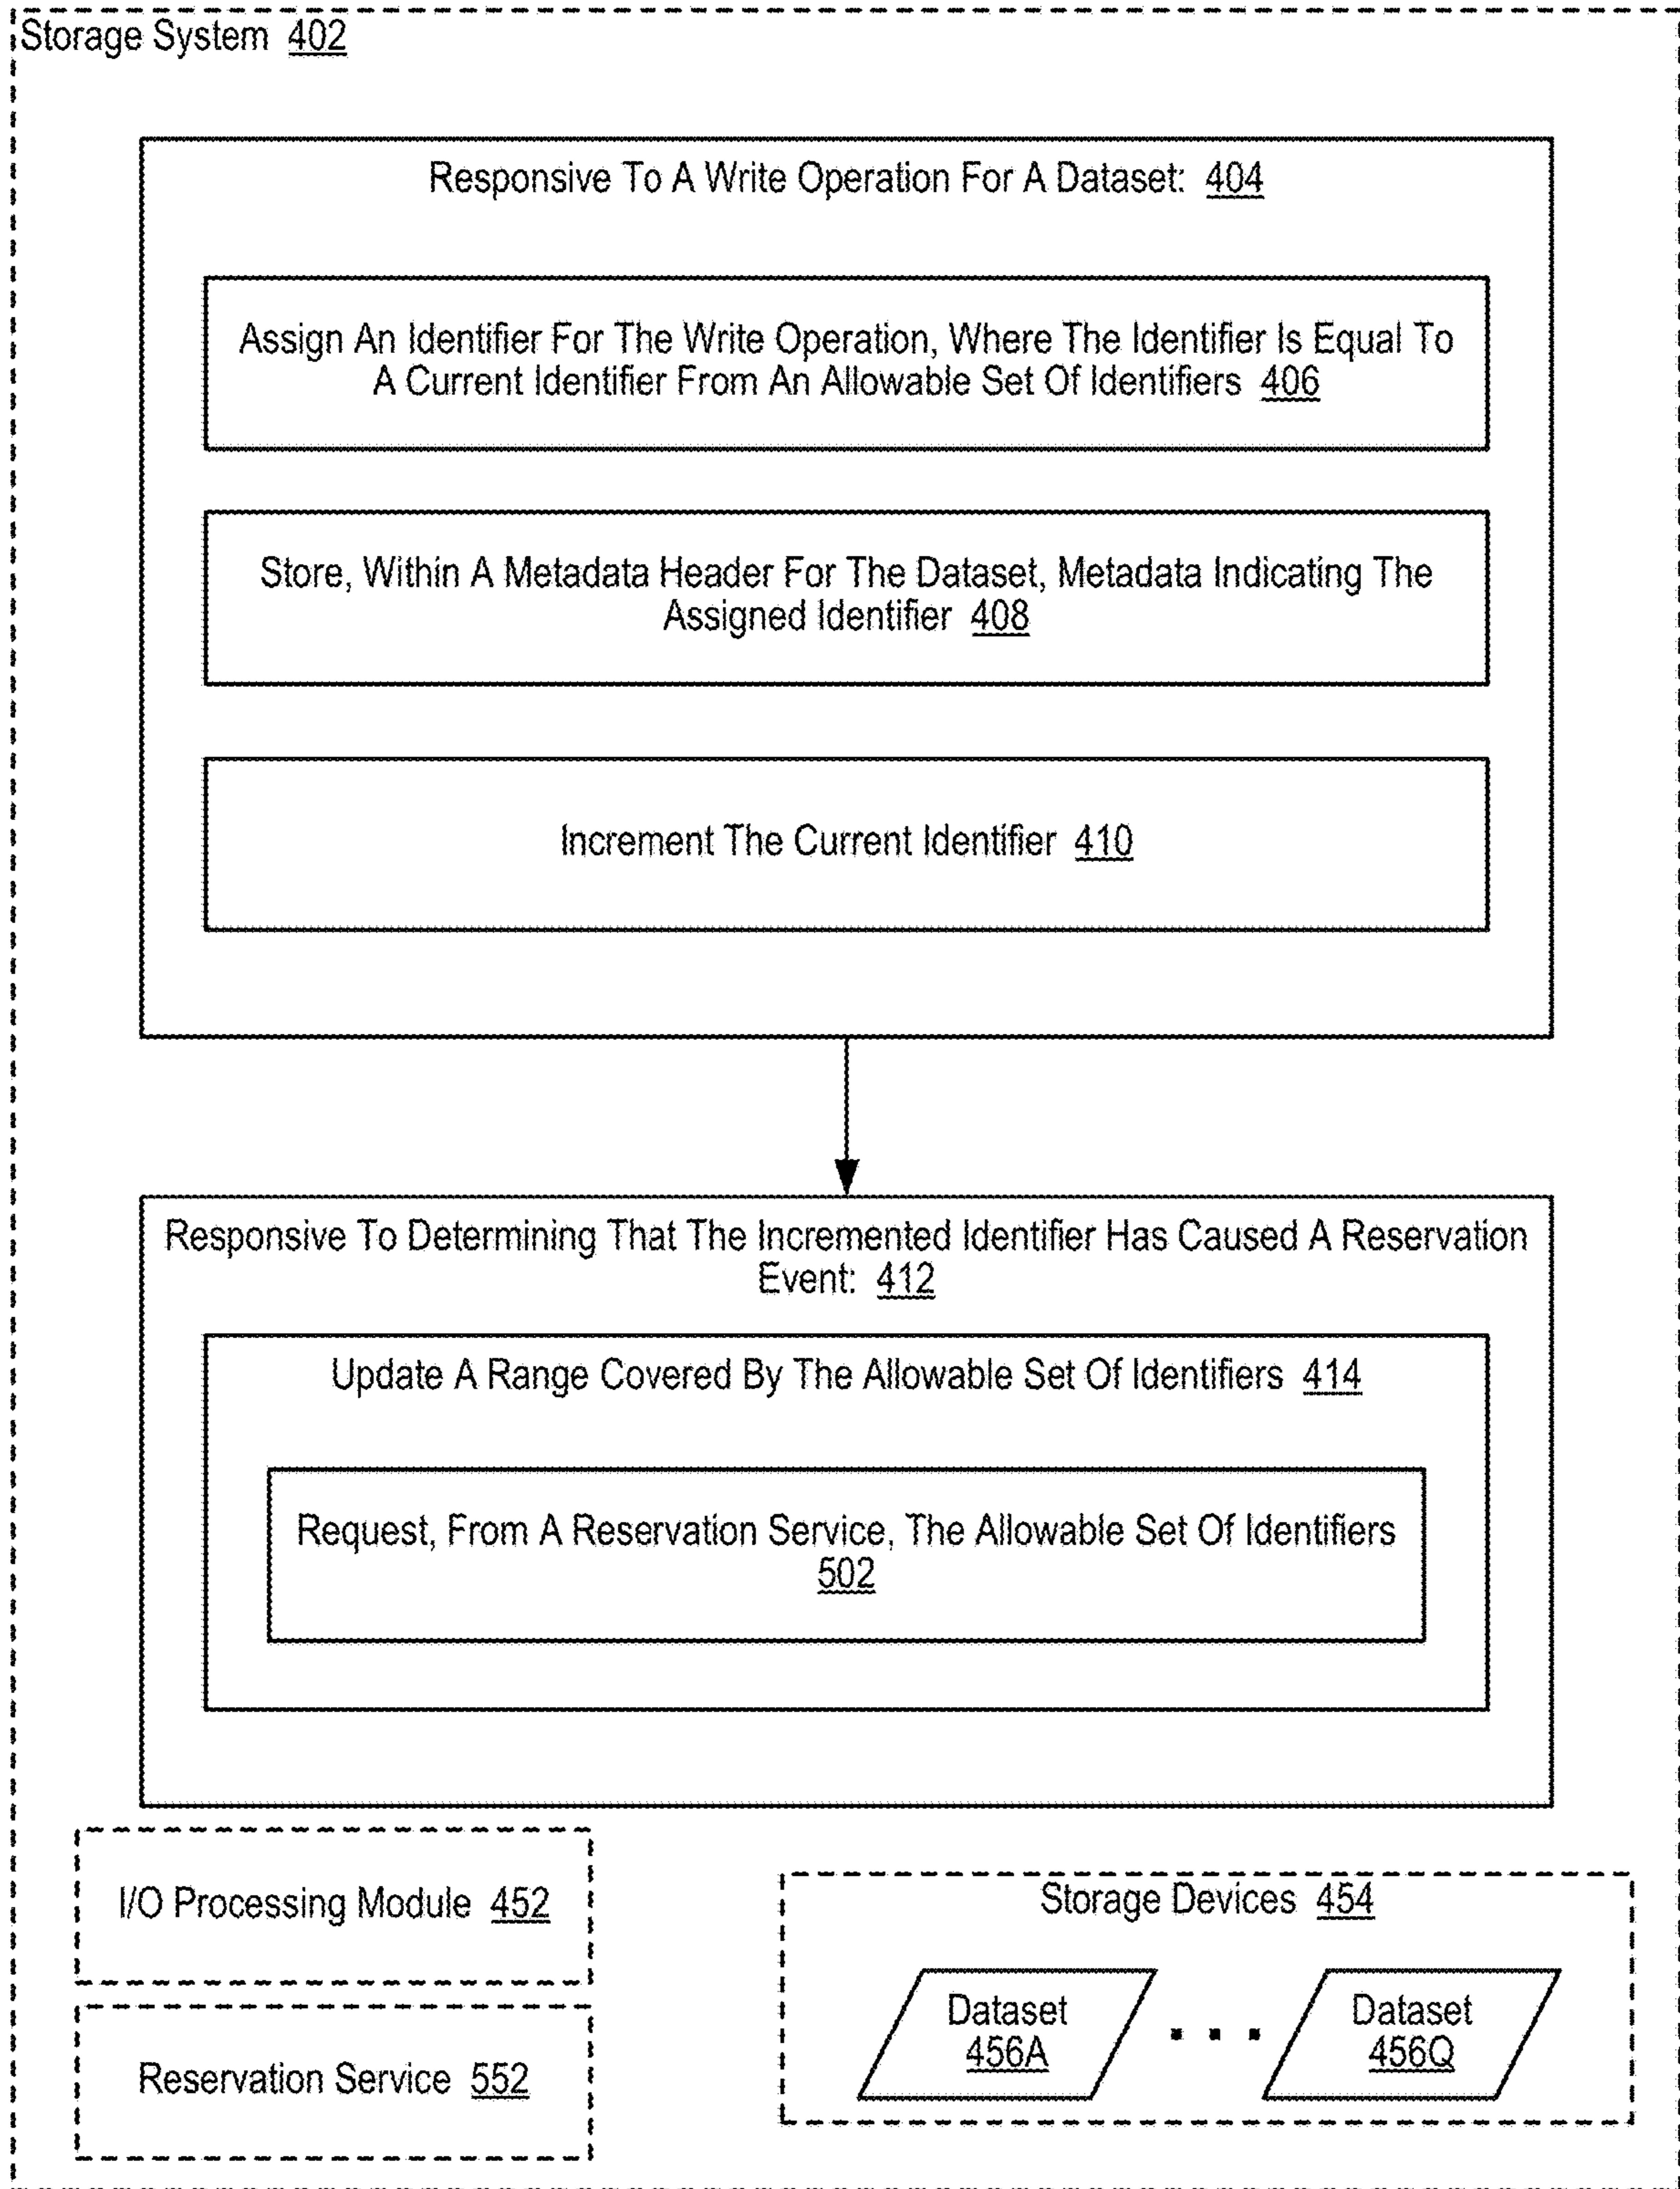 Storage System 402
Responsive To A Write Operation For A Dataset: 404
Assign An Identifier For The Write Operation, Where The Identifier Is Equal To
A Current Identifier From An Allowable Set Of Identifiers 406
Store, Within A Metadata Header For The Dataset, Metadata Indicating The
Assigned Identifier 408
Increment The Current Identifier 410
Responsive To Determining That The Incremented Identifier Has Caused A Reservation
Event: 412
Update A Range Covered By The Allowable Set Of Identifiers 414
Request, From A Reservation Service, The Allowable Set Of Identifiers
502
I/O Processing Module 452
Reservation Service 552
Storage Devices 454
Dataset
456A
. . .
Dataset
456Q